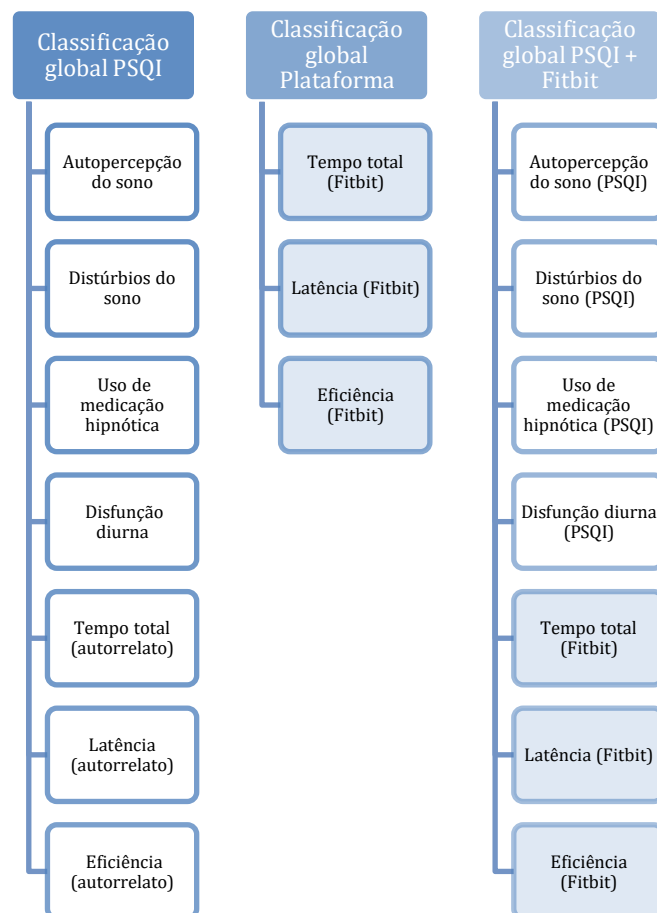 Classificação
global PSQI
Autopercepção
do sono
Distúrbios do
sono
Uso de
medicação
hipnótica
Disfunção
diurna
Tempo total
(autorrelato)
Latência
(autorrelato)
Eficiência
(autorrelato)
Classificação
global
Plataforma
Tempo total
(Fitbit)
Latência (Fitbit)
Eficiência
(Fitbit)
Classificação
global PSQI +
Fitbit
Autopercepção
do sono (PSQI)
Distúrbios do
sono (PSQI)
Uso de
medicação
hipnótica (PSQI)
Disfunção diurna
(PSQI)
Tempo total
(Fitbit)
Latência (Fitbit)
Eficiência
(Fitbit)